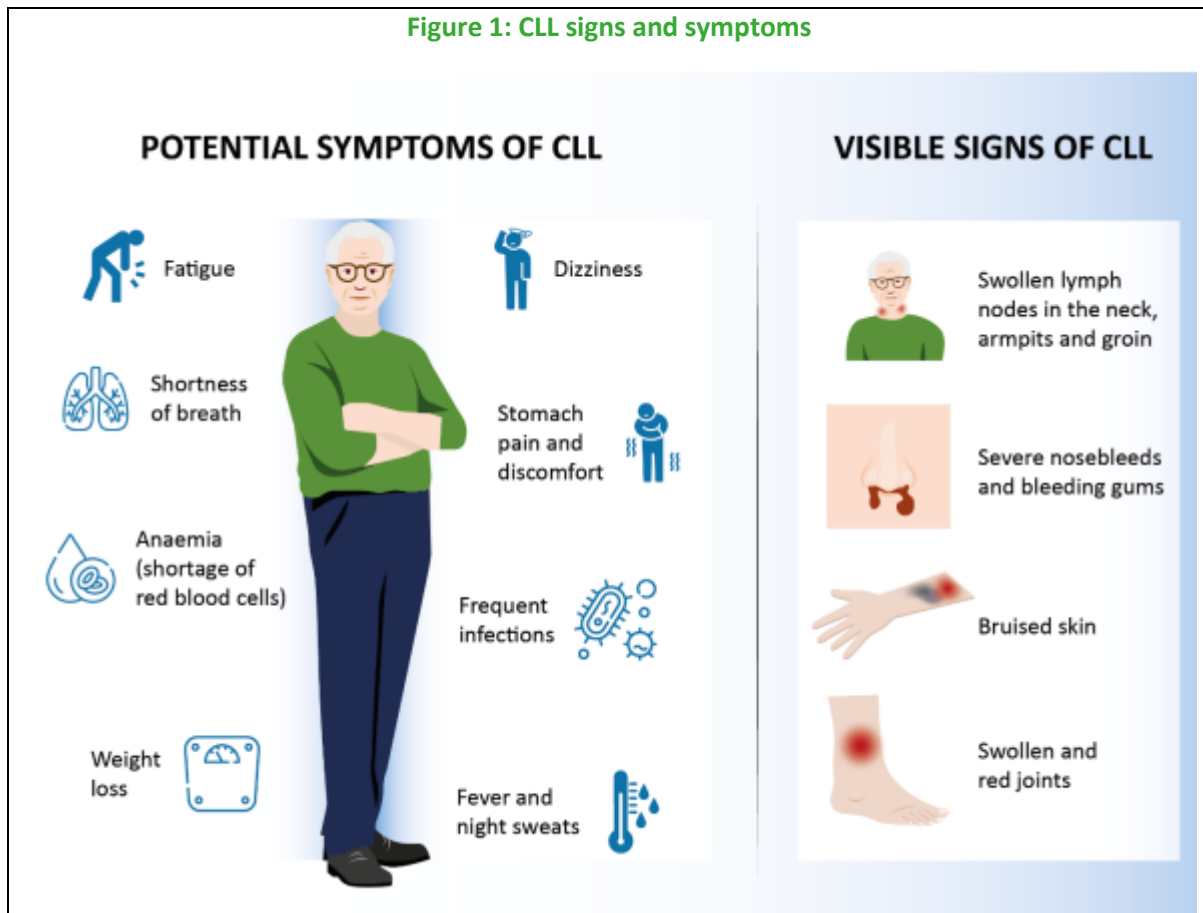 Figure 1: CLL signs and symptoms
POTENTIAL SYMPTOMS OF CLL
Fatigue
Dizziness
Shortness
of breath
Stomach
pain and
discomfort
Anaemia
(shortage of
red blood cells)
Frequent
infections
Weight
loss
Fever and
night sweats
VISIBLE SIGNS OF CLL
Swollen lymph
nodes in the neck,
armpits and groin
Severe nosebleeds
and bleeding gums
Bruised skin
Swollen and
red joints